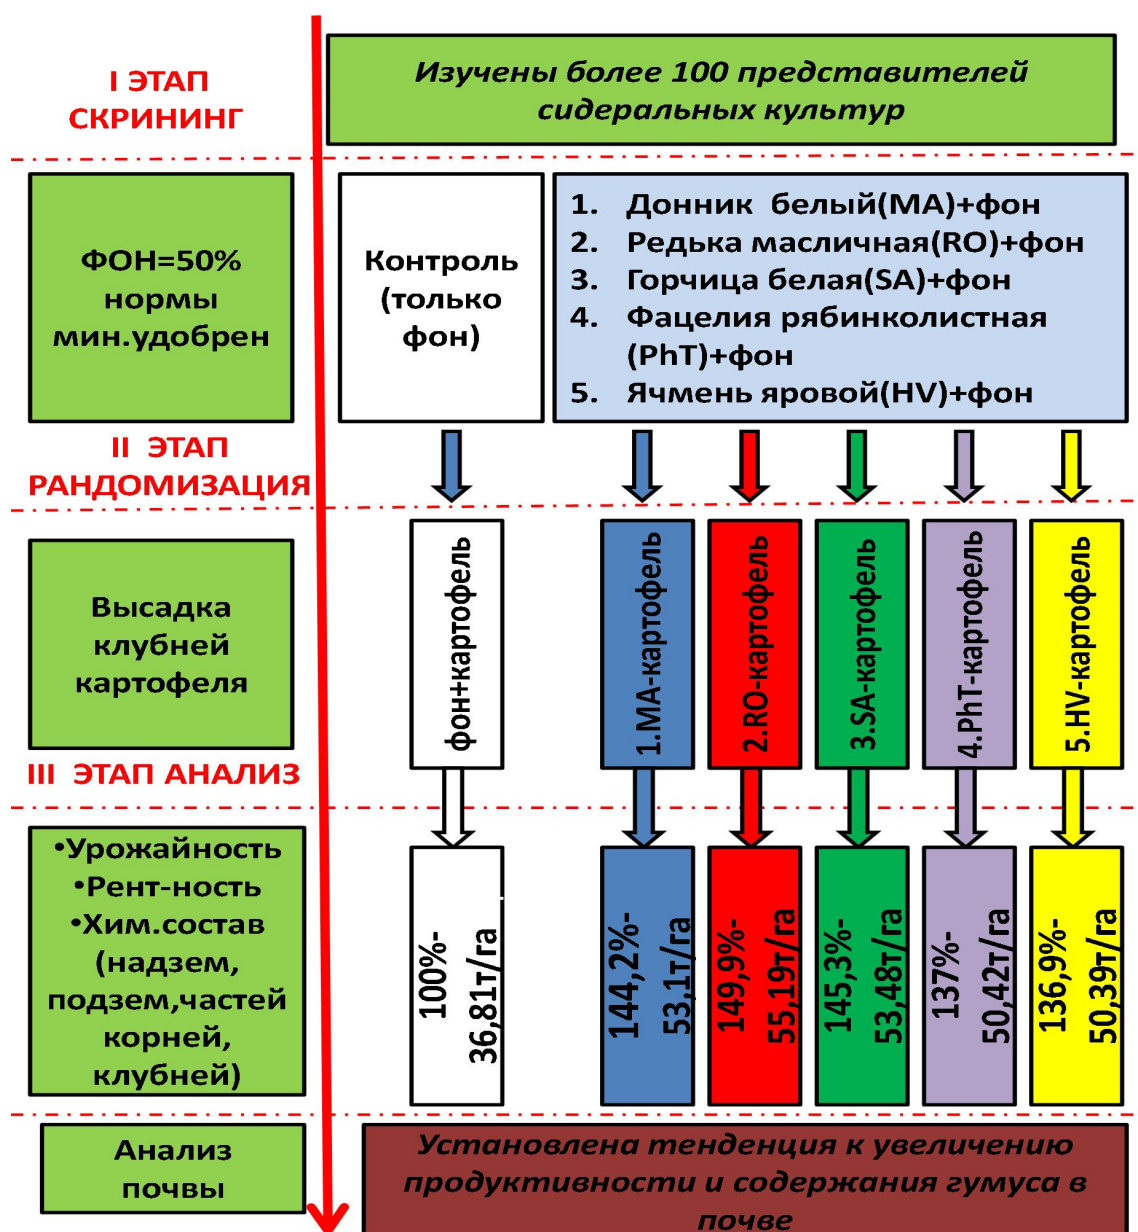 I ЭТАП
СКРИНИНГ
Изучены более 100 представителей
сидеральных культур
ФОН=50%
нормы
мин.удобрен
Контроль
(только
фон)
1. Донник белый(МА)+фон
2. Редька масличная(RO)+фон
3. Горчица белая(SA)+фон
4. Фацелия рябинколистная
(PhT)+фон
5. Ячмень яровой(HV)+фон
II ЭТАП
РАНДОМИЗАЦИЯ
Высадка
клубней
картофеля
фон+картофель
1.МА-картофель
2.RO-картофель
3.SA-картофель
4.PhT-картофель
5.HV-картофель
III ЭТАП АНАЛИЗ
•Урожайность
•Рент-ность
•Хим.состав
(надзем,
подзем,частей
корней,
клубней)
100%-
36,81т/га
144,2%-
53,1т/га
149,9%-
55,19т/га
145,3%-
53,48т/га
137%-
50,42т/га
136,9%-
50,39т/га
Анализ
почвы
Установлена тенденция к увеличению
продуктивности и содержания гумуса в
почве